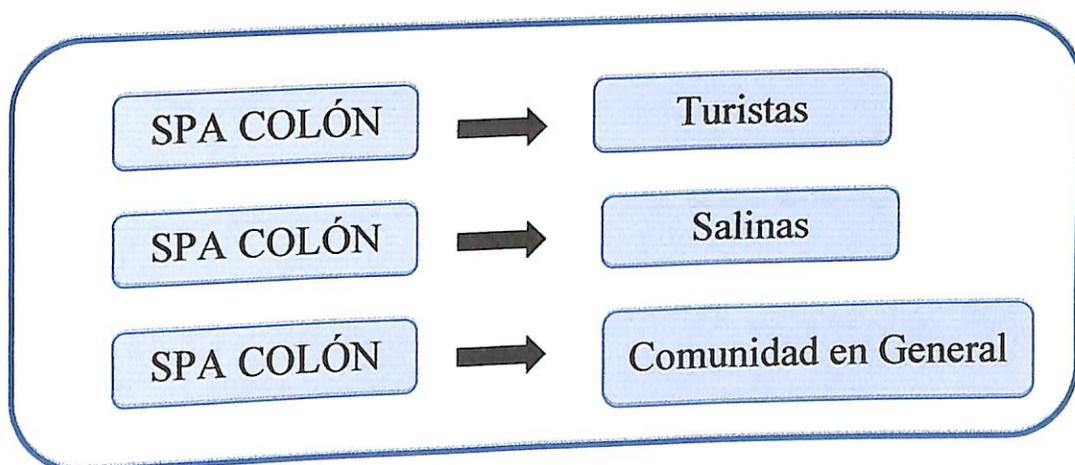 SPA COLÓN
Turistas
SPA COLÓN
Salinas
SPA COLÓN
Comunidad en General